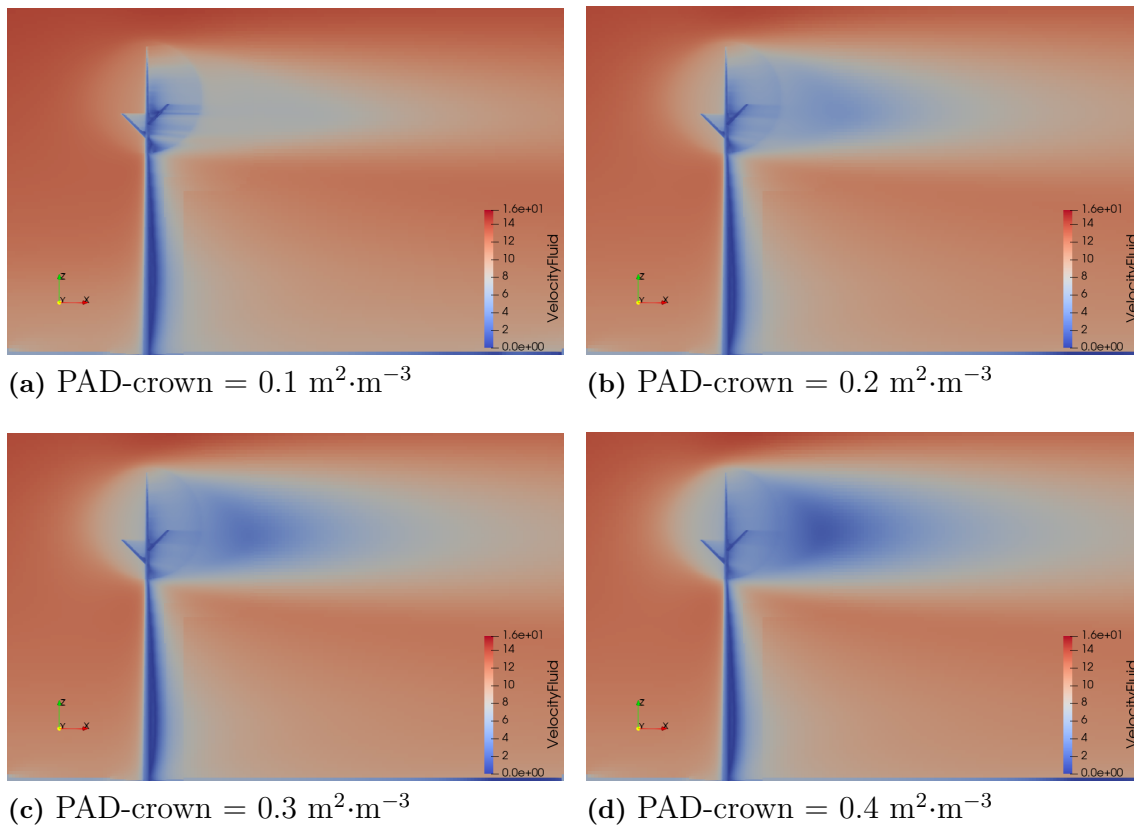 Z
Y X
1.6e+01
14
12
10
8
6
4
2
0.0e+00
VelocityFluid
(a) PAD-crown = 0.1 m²·m⁻³
Z
Y X
1.6e+01
14
12
10
8
6
4
2
0.0e+00
VelocityFluid
(b) PAD-crown = 0.2 m²·m⁻³
Z
Y X
1.6e+01
14
12
10
8
6
4
2
0.0e+00
VelocityFluid
(c) PAD-crown = 0.3 m²·m⁻³
Z
Y X
1.6e+01
14
12
10
8
6
4
2
0.0e+00
VelocityFluid
(d) PAD-crown = 0.4 m²·m⁻³